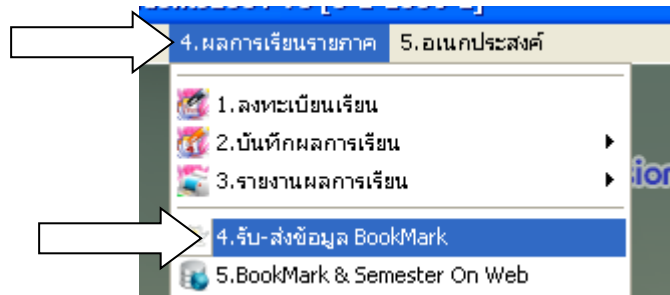 4.ผลการเรียนรายภาค 5.อเนกประสงค์
1.ลงทะเบียนเรียน
2.บันทึกผลการเรียน
3.รายงานผลการเรียน
4.รับ-ส่งข้อมูล BookMark
5.BookMark & Semester On Web